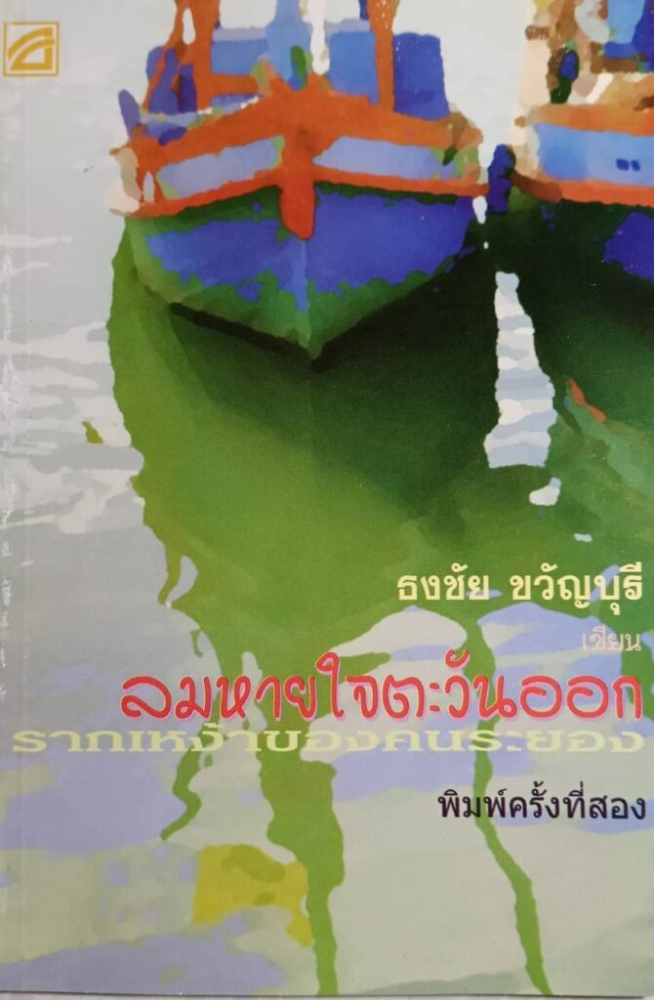 ธงชัย ขวัญบุรี
เขียน
ลมหายใจตะวันออก
รากเหง้าของคนระยอง
พิมพ์ครั้งที่สอง